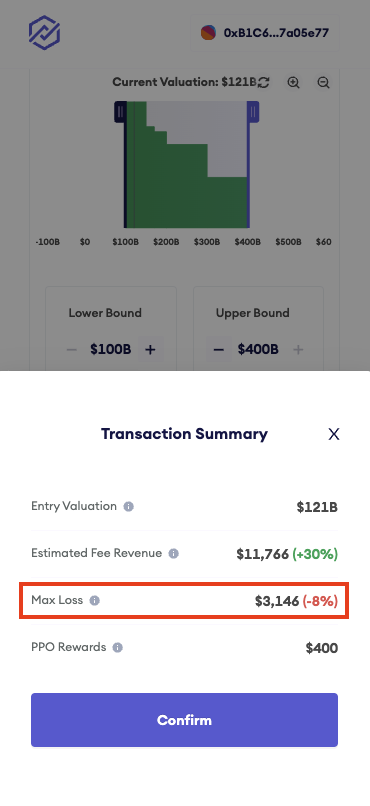 0xB1C6...7a05e77
Current Valuation: $121B
-100B $0 $100B $200B $300B $400B $500B $60
Lower Bound Upper Bound
− $100B + − $400B +
Transaction Summary X
Entry Valuation $121B
Estimated Fee Revenue $11,766 (+30%)
Max Loss $3,146 (-8%)
PPO Rewards $400
Confirm